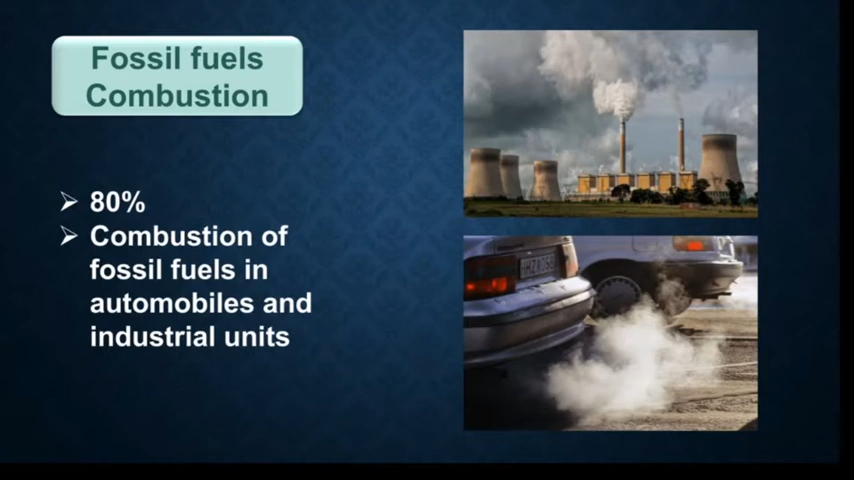 Fossil fuels
Combustion
➢ 80%
➢ Combustion of
fossil fuels in
automobiles and
industrial units